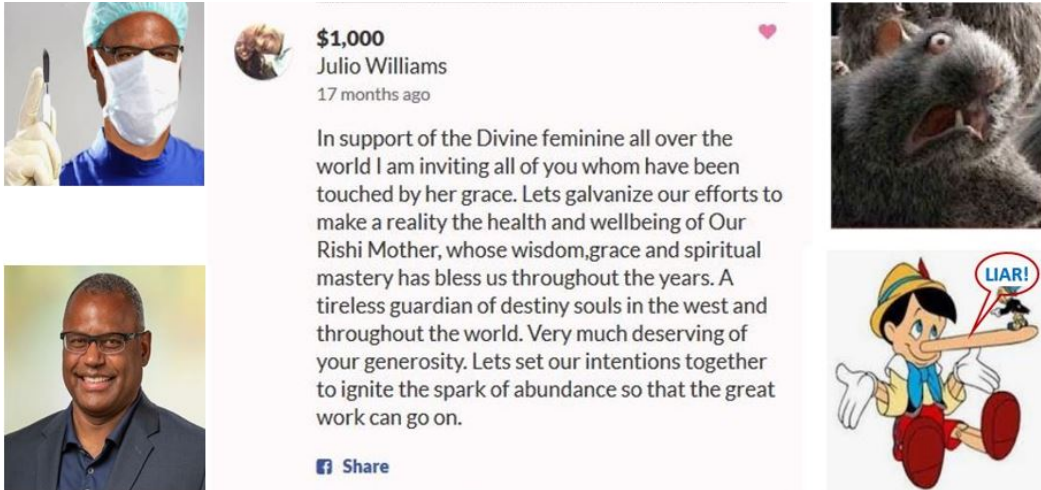 $1,000
Julio Williams
17 months ago
In support of the Divine feminine all over the
world I am inviting all of you whom have been
touched by her grace. Lets galvanize our efforts to
make a reality the health and wellbeing of Our
Rishi Mother, whose wisdom,grace and spiritual
mastery has bless us throughout the years. A
tireless guardian of destiny souls in the west and
throughout the world. Very much deserving of
your generosity. Lets set our intentions together
to ignite the spark of abundance so that the great
work can go on.
Share
LIAR!